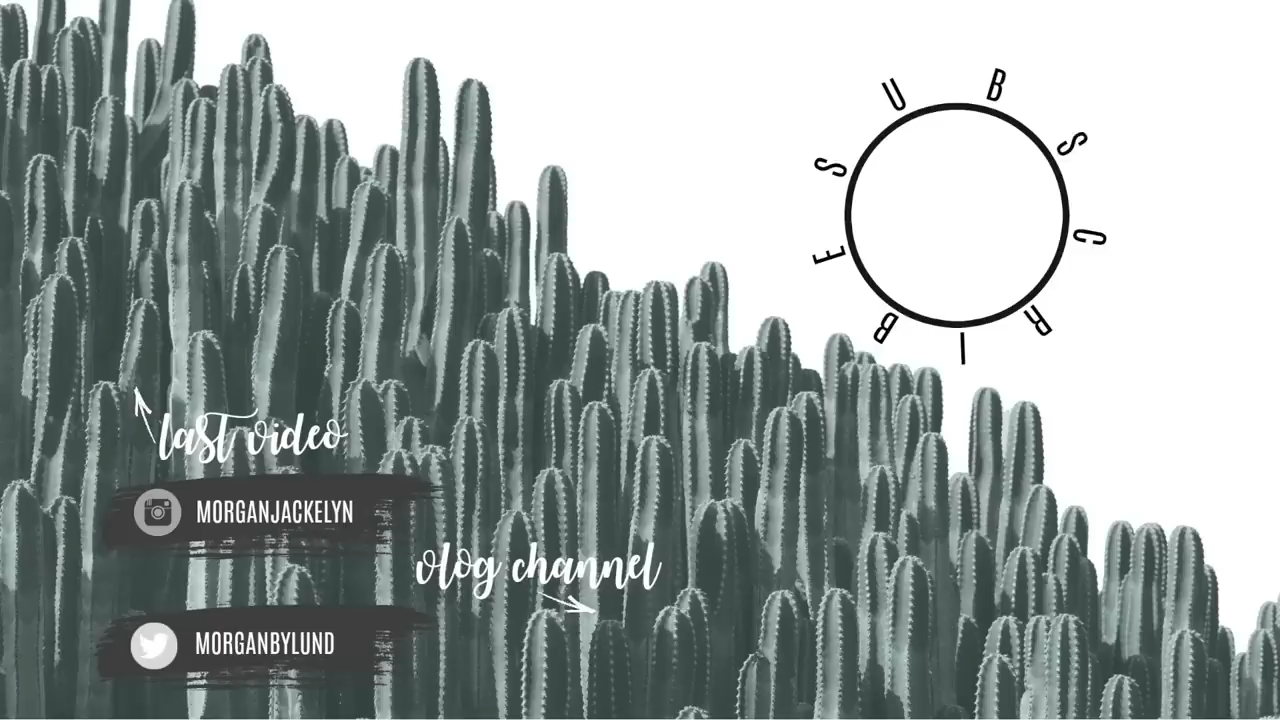 SUBSCRIBE
last video
MORGANJACKELYN
vlog channel
MORGANBYLUND